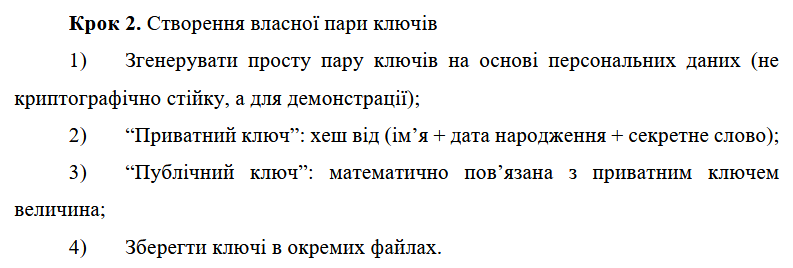 Крок 2. Створення власної пари ключів
1) Згенерувати просту пару ключів на основі персональних даних (не
криптографічно стійку, а для демонстрації);
2) “Приватний ключ”: хеш від (ім’я + дата народження + секретне слово);
3) “Публічний ключ”: математично пов’язана з приватним ключем
величина;
4) Зберегти ключі в окремих файлах.